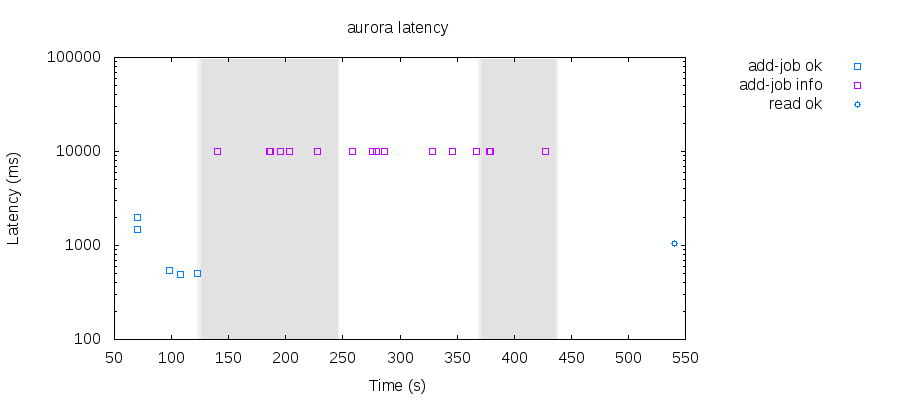 aurora latency
100000
10000
1000
100
Latency (ms)
50 100 150 200 250 300 350 400 450 500 550
Time (s)
add-job ok
add-job info
read ok